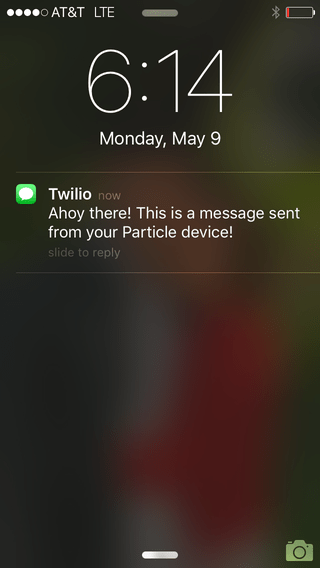 AT&T LTE
6:14
Monday, May 9
Twilio now
Ahoy there! This is a message sent
from your Particle device!
slide to reply